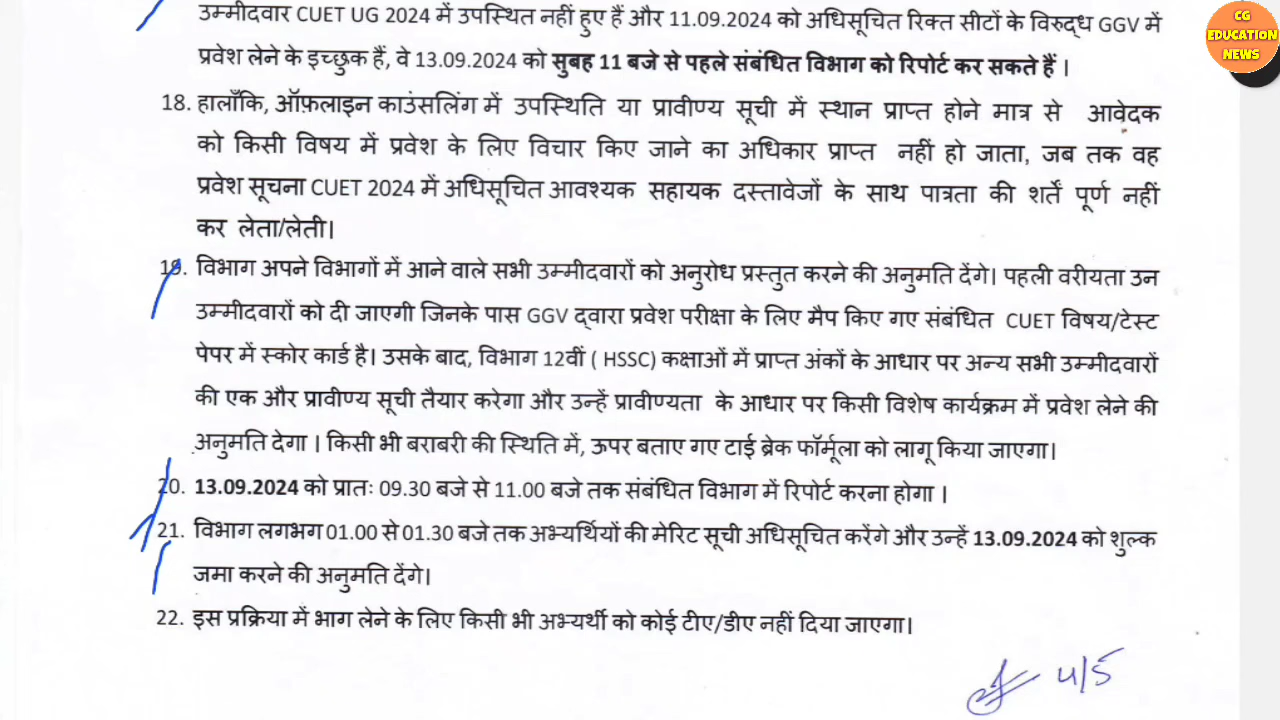 CG
EDUCATION
NEWS
उम्मीदवार CUET UG 2024 में उपस्थित नहीं हुए हैं और 11.09.2024 को अधिसूचित रिक्त सीटों के विरुद्ध GGV में
प्रवेश लेने के इच्छुक हैं, वे 13.09.2024 को सुबह 11 बजे से पहले संबंधित विभाग को रिपोर्ट कर सकते हैं ।
18. हालाँकि, ऑफ़लाइन काउंसलिंग में उपस्थिति या प्रावीण्य सूची में स्थान प्राप्त होने मात्र से आवेदक
को किसी विषय में प्रवेश के लिए विचार किए जाने का अधिकार प्राप्त नहीं हो जाता, जब तक वह
प्रवेश सूचना CUET 2024 में अधिसूचित आवश्यक सहायक दस्तावेजों के साथ पात्रता की शर्तें पूर्ण नहीं
कर लेता/लेती।
19. विभाग अपने विभागों में आने वाले सभी उम्मीदवारों को अनुरोध प्रस्तुत करने की अनुमति देंगे। पहली वरीयता उन
उम्मीदवारों को दी जाएगी जिनके पास GGV द्वारा प्रवेश परीक्षा के लिए मैप किए गए संबंधित CUET विषय/टेस्ट
पेपर में स्कोर कार्ड है। उसके बाद, विभाग 12वीं ( HSSC) कक्षाओं में प्राप्त अंकों के आधार पर अन्य सभी उम्मीदवारों
की एक और प्रावीण्य सूची तैयार करेगा और उन्हें प्रावीण्यता के आधार पर किसी विशेष कार्यक्रम में प्रवेश लेने की
अनुमति देगा । किसी भी बराबरी की स्थिति में, ऊपर बताए गए टाई ब्रेक फॉर्मूला को लागू किया जाएगा।
20. 13.09.2024 को प्रातः 09.30 बजे से 11.00 बजे तक संबंधित विभाग में रिपोर्ट करना होगा ।
21. विभाग लगभग 01.00 से 01.30 बजे तक अभ्यर्थियों की मेरिट सूची अधिसूचित करेंगे और उन्हें 13.09.2024 को शुल्क
जमा करने की अनुमति देंगे।
22. इस प्रक्रिया में भाग लेने के लिए किसी भी अभ्यर्थी को कोई टीए/डीए नहीं दिया जाएगा।
4/5